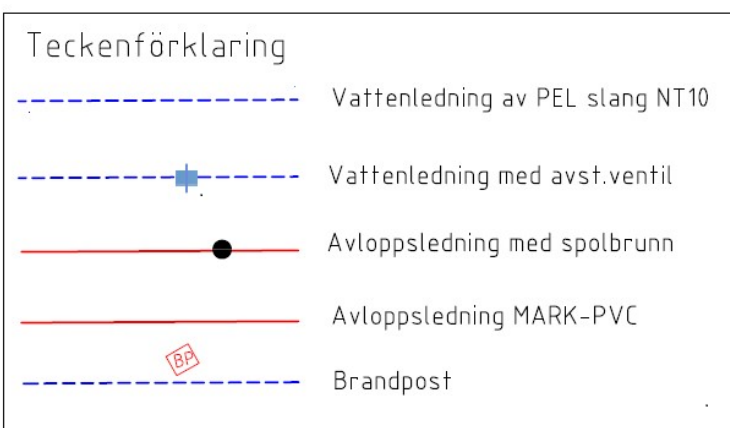 Teckenförklaring
Vattenledning av PEL slang NT10
Vattenledning med avst.ventil
Avloppsledning med spolbrunn
Avloppsledning MARK-PVC
BP
Brandpost